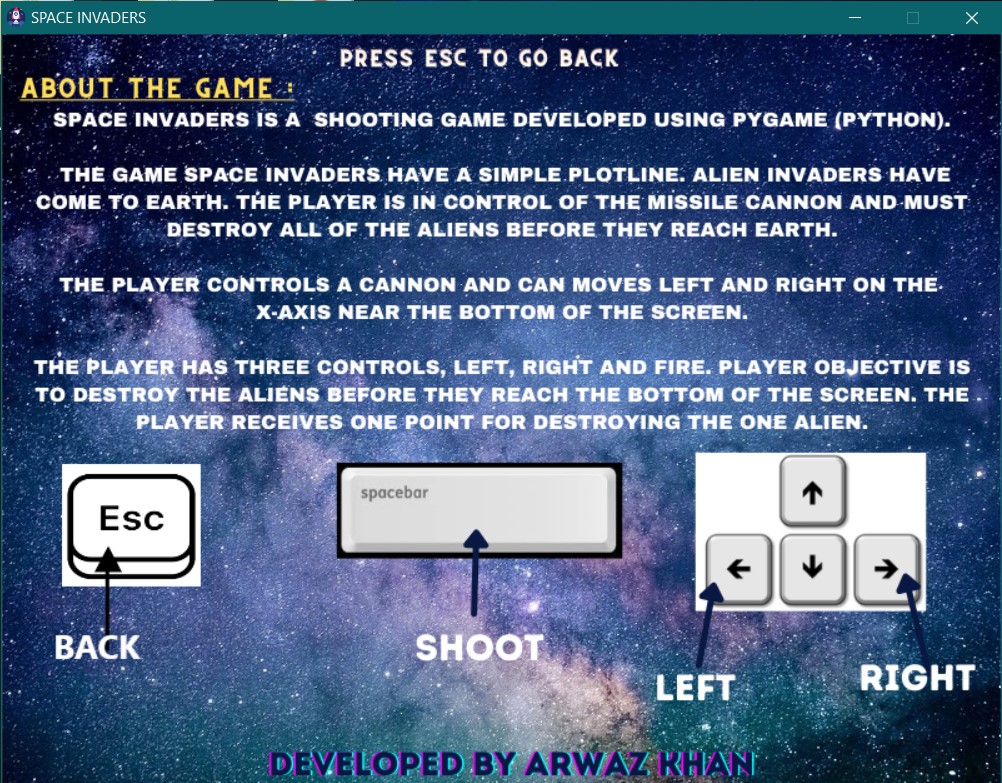 SPACE INVADERS
PRESS ESC TO GO BACK
ABOUT THE GAME :
SPACE INVADERS IS A SHOOTING GAME DEVELOPED USING PYGAME (PYTHON).
THE GAME SPACE INVADERS HAVE A SIMPLE PLOTLINE. ALIEN INVADERS HAVE
COME TO EARTH. THE PLAYER IS IN CONTROL OF THE MISSILE CANNON AND MUST
DESTROY ALL OF THE ALIENS BEFORE THEY REACH EARTH.
THE PLAYER CONTROLS A CANNON AND CAN MOVES LEFT AND RIGHT ON THE
X-AXIS NEAR THE BOTTOM OF THE SCREEN.
THE PLAYER HAS THREE CONTROLS, LEFT, RIGHT AND FIRE. PLAYER OBJECTIVE IS
TO DESTROY THE ALIENS BEFORE THEY REACH THE BOTTOM OF THE SCREEN. THE
PLAYER RECEIVES ONE POINT FOR DESTROYING THE ONE ALIEN.
Esc
spacebar
BACK
SHOOT
LEFT
RIGHT
DEVELOPED BY ARWAZ KHAN